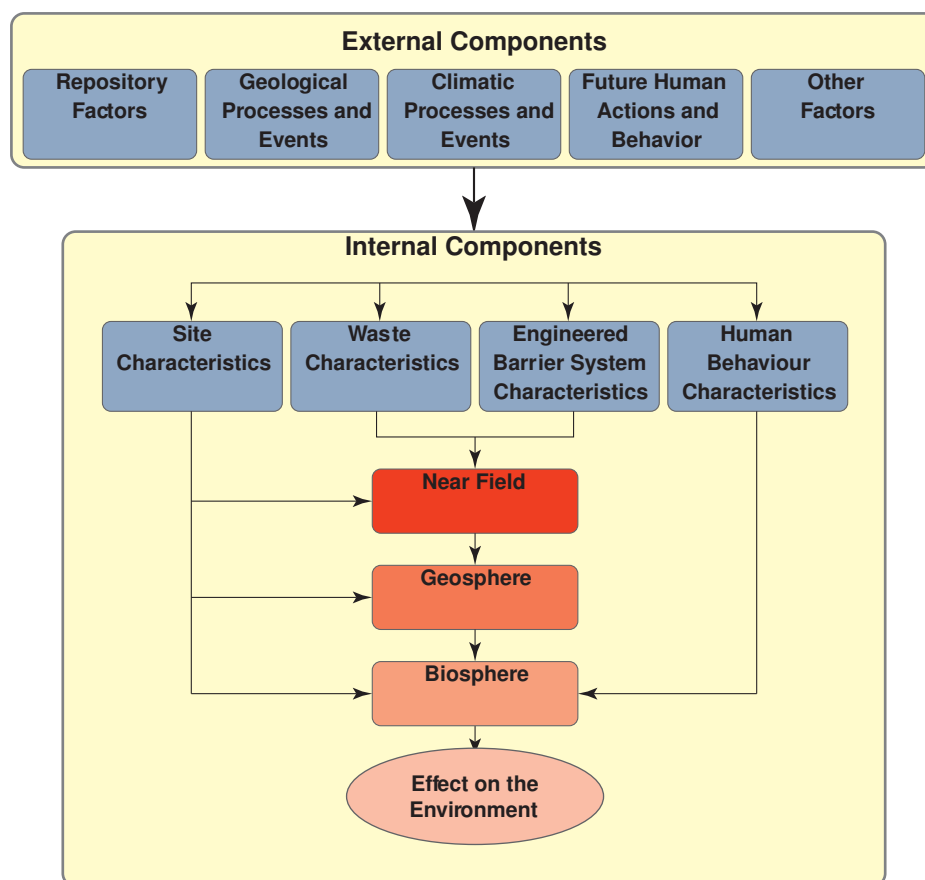 External Components
Repository
Factors
Geological
Processes and
Events
Climatic
Processes and
Events
Future Human
Actions and
Behavior
Other
Factors
Internal Components
Site
Characteristics
Waste
Characteristics
Engineered
Barrier System
Characteristics
Human
Behaviour
Characteristics
Near Field
Geosphere
Biosphere
Effect on the
Environment